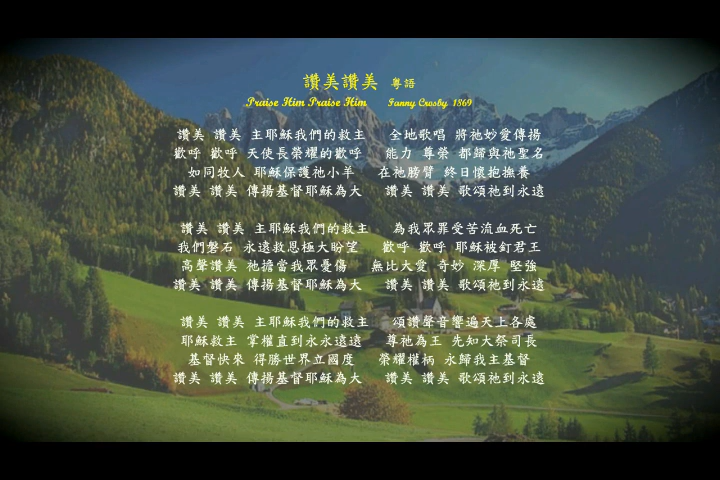 讚美讚美 粵語
Praise Him Praise Him Fanny Crosby 1869
讚美 讚美 主耶穌我們的救主 全地歌唱 將祂妙愛傳揚
歡呼 歡呼 天使長榮耀的歡呼 能力 尊榮 都歸與祂聖名
如同牧人 耶穌保護祂小羊 在祂膀臂 終日懷抱撫養
讚美 讚美 傳揚基督耶穌為大 讚美 讚美 歌頌祂到永遠
讚美 讚美 主耶穌我們的救主 為我眾罪受苦流血死亡
我們磐石 永遠救恩極大盼望 歡呼 歡呼 耶穌被釘君王
高聲讚美 祂擔當我眾憂傷 無比大愛 奇妙 深厚 堅強
讚美 讚美 傳揚基督耶穌為大 讚美 讚美 歌頌祂到永遠
讚美 讚美 主耶穌我們的救主 頌讚聲音響遍天上各處
耶穌救主 掌權直到永永遠遠 尊祂為王 先知大祭司長
基督快來 得勝世界立國度 榮耀權柄 永歸我主基督
讚美 讚美 傳揚基督耶穌為大 讚美 讚美 歌頌祂到永遠